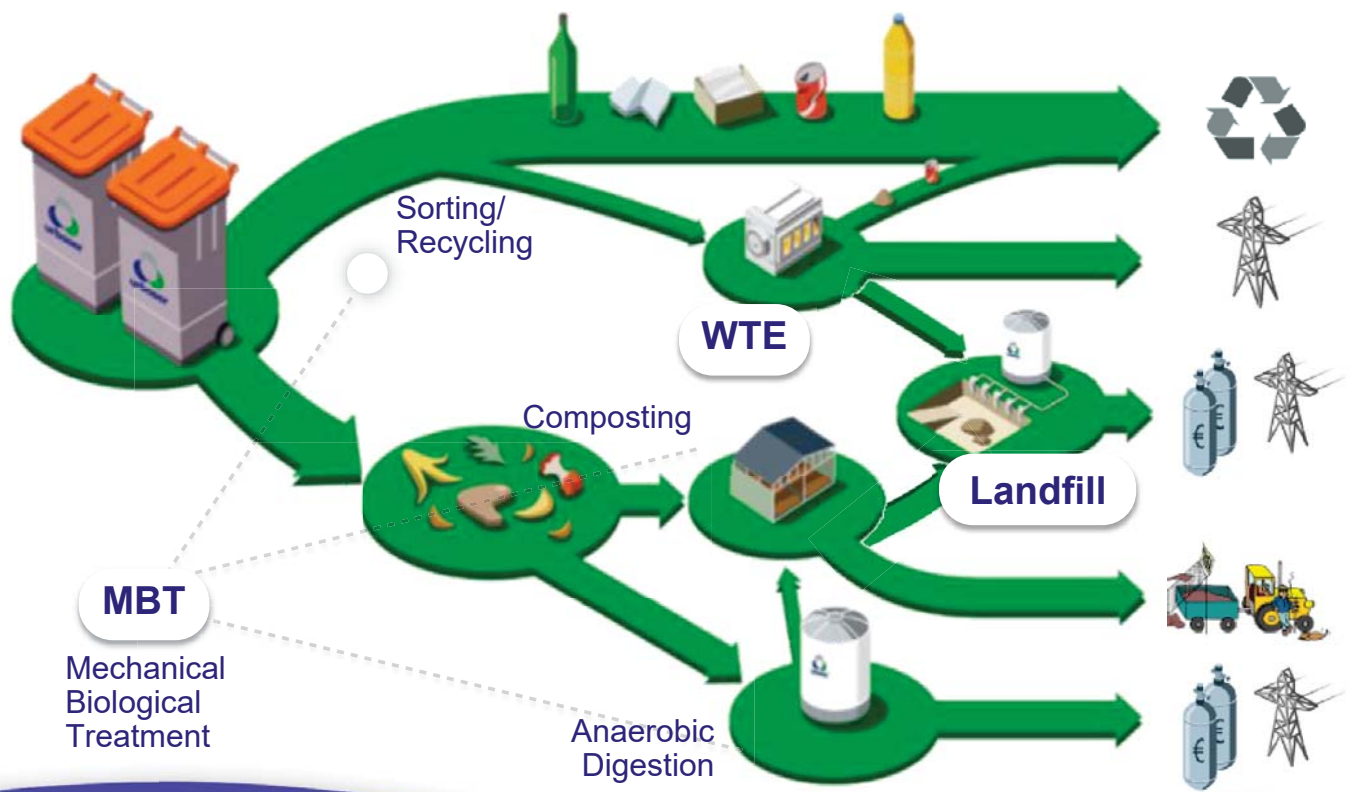 Sorting/
Recycling
WTE
Composting
Landfill
MBT
Mechanical
Biological
Treatment
Anaerobic
Digestion
€
€